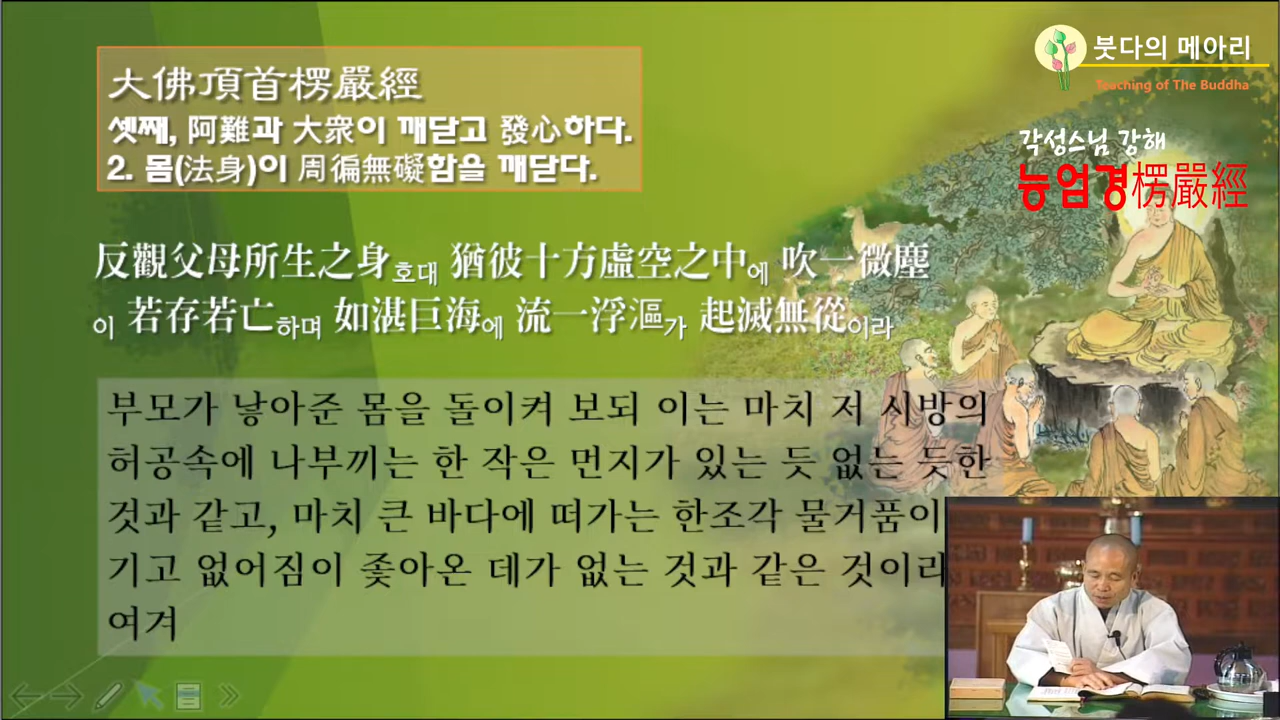 大佛頂首楞嚴經
셋째, 阿難과 大衆이 깨닫고 發心하다.
2. 몸(法身)이 周徧無礙함을 깨닫다.
붓다의 메아리
Teaching of The Buddha
각성스님 강해
능엄경楞嚴經
反觀父母所生之身호대 猶彼十方虛空之中에 吹一微塵
이 若存若亡하며 如湛巨海에 流一浮漚가 起滅無從이라
부모가 낳아준 몸을 돌이켜 보되 이는 마치 저 시방의
허공속에 나부끼는 한 작은 먼지가 있는 듯 없는 듯한
것과 같고, 마치 큰 바다에 떠가는 한조각 물거품이
기고 없어짐이 좇아온 데가 없는 것과 같은 것이라
여겨